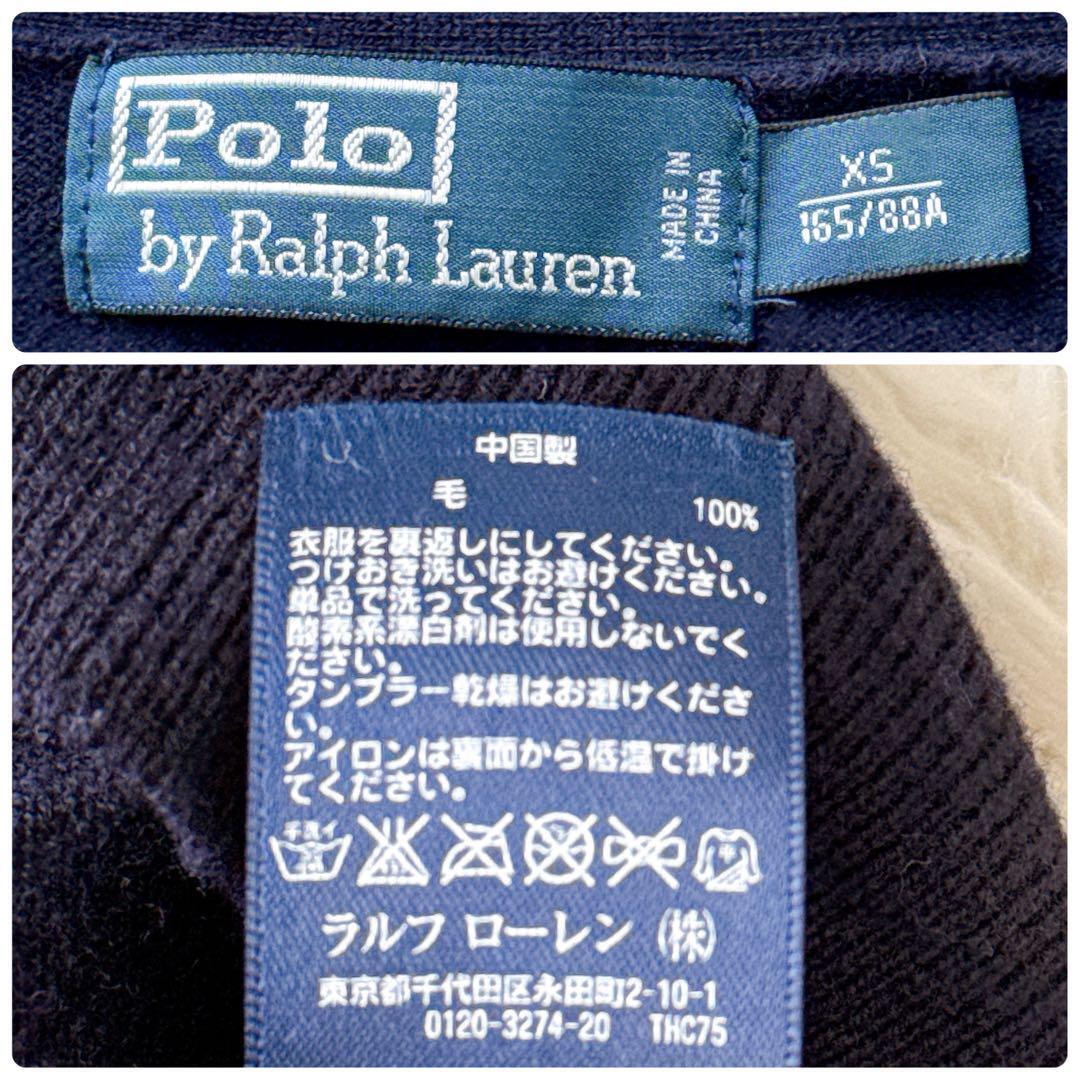 Polo
by Ralph Lauren
MADE IN
CHINA
XS
165/88A
中国製
毛 100%
衣服を裏返しにしてください。
つけおき洗いはお避けください。
単品で洗ってください。
酸素系漂白剤は使用しないでく
ださい。
タンブラー乾燥はお避けくださ
い。
アイロンは裏面から低温で掛け
てください。
手洗イ
平
ラルフ ローレン (株)
東京都千代田区永田町2-10-1
0120-3274-20 THC75